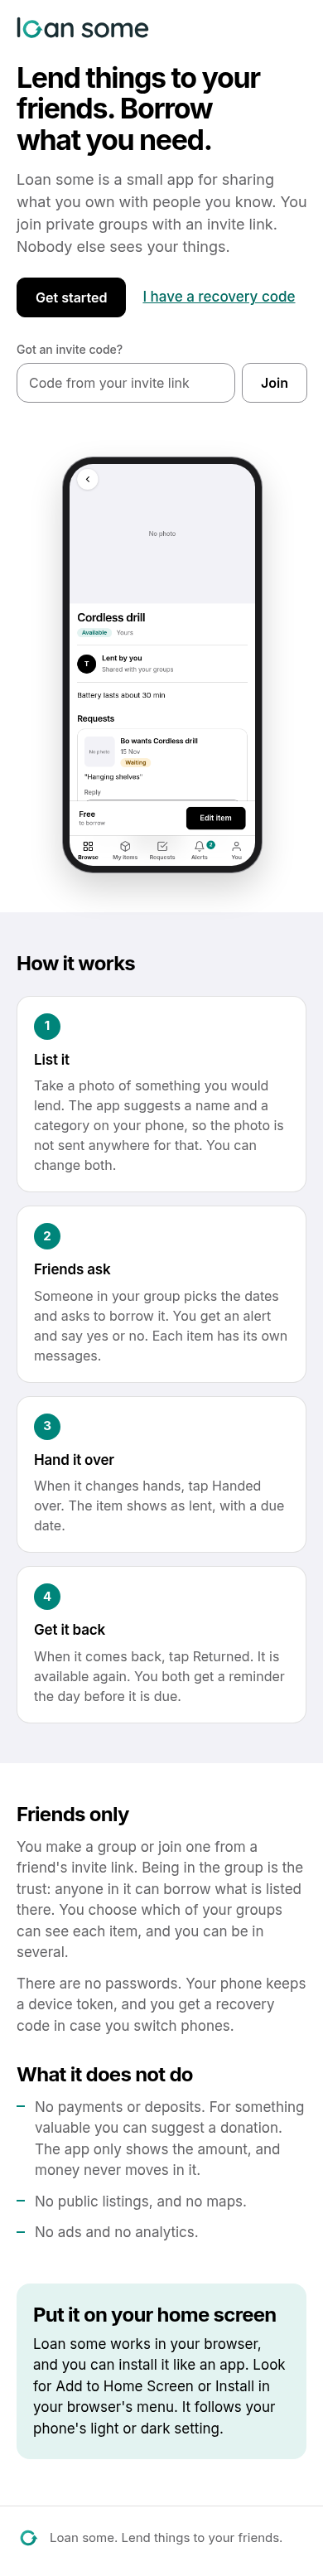 loan some
Lend things to your
friends. Borrow
what you need.
Loan some is a small app for sharing
what you own with people you know. You
join private groups with an invite link.
Nobody else sees your things.
Get started
I have a recovery code
Got an invite code?
Code from your invite link
Join
No photo
Cordless drill
Available
Yours
T
Lent by you
Shared with your groups
Battery lasts about 30 min
Requests
No photo
Bo wants Cordless drill
15 Nov
Waiting
"Hanging shelves"
Reply
Free
to borrow
Edit item
2
Browse
My items
Requests
Alerts
You
How it works
1
List it
Take a photo of something you would
lend. The app suggests a name and a
category on your phone, so the photo is
not sent anywhere for that. You can
change both.
2
Friends ask
Someone in your group picks the dates
and asks to borrow it. You get an alert
and say yes or no. Each item has its own
messages.
3
Hand it over
When it changes hands, tap Handed
over. The item shows as lent, with a due
date.
4
Get it back
When it comes back, tap Returned. It is
available again. You both get a reminder
the day before it is due.
Friends only
You make a group or join one from a
friend's invite link. Being in the group is the
trust: anyone in it can borrow what is listed
there. You choose which of your groups
can see each item, and you can be in
several.
There are no passwords. Your phone keeps
a device token, and you get a recovery
code in case you switch phones.
What it does not do
No payments or deposits. For something
valuable you can suggest a donation.
The app only shows the amount, and
money never moves in it.
No public listings, and no maps.
No ads and no analytics.
Put it on your home screen
Loan some works in your browser,
and you can install it like an app. Look
for Add to Home Screen or Install in
your browser's menu. It follows your
phone's light or dark setting.
Loan some. Lend things to your friends.